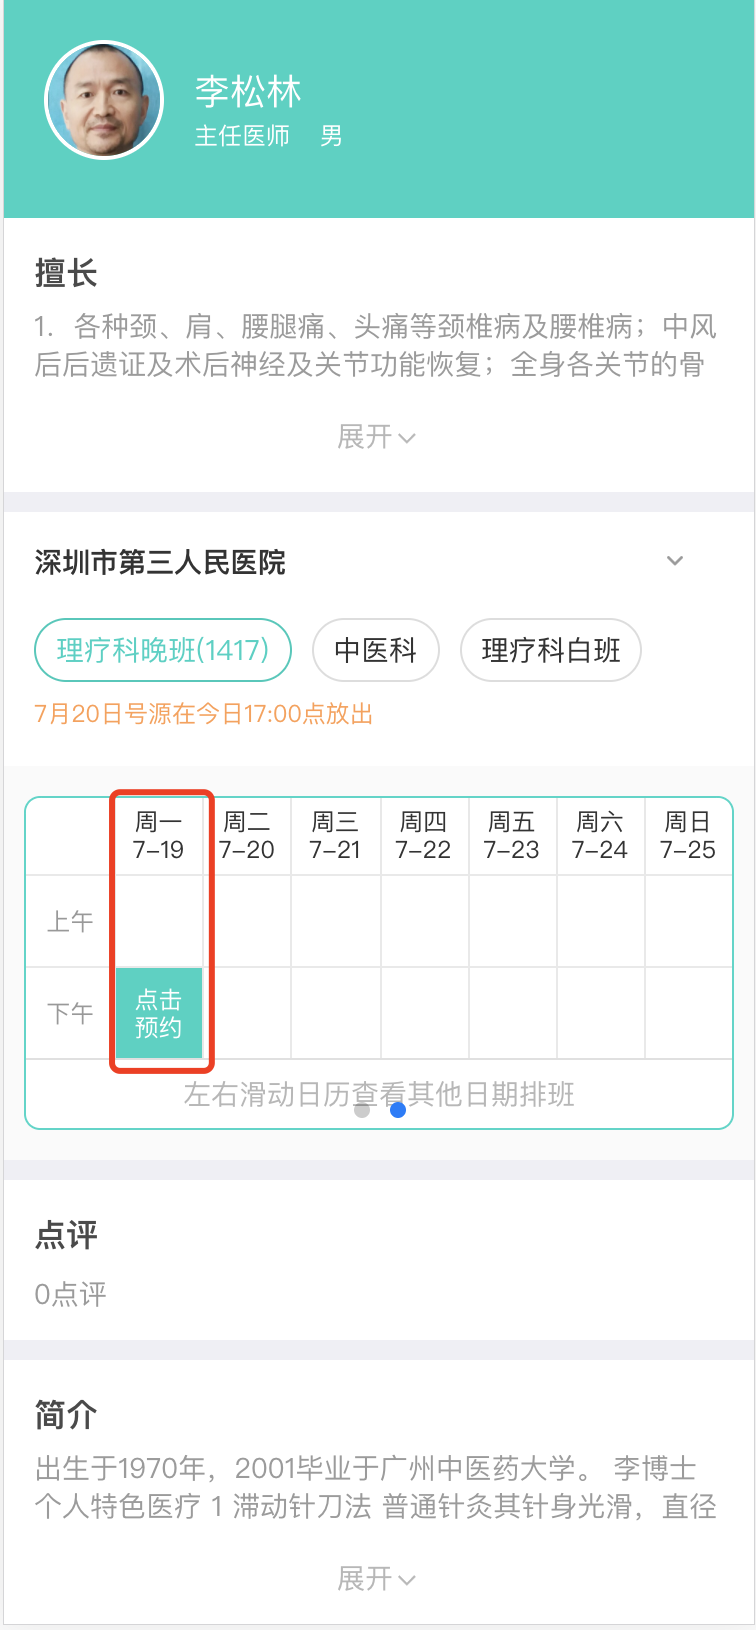 李松林
主任医师 男
擅长
1. 各种颈、肩、腰腿痛、头痛等颈椎病及腰椎病；中风
后后遗证及术后神经及关节功能恢复；全身各关节的骨
展开
深圳市第三人民医院
理疗科晚班(1417) 中医科 理疗科白班
7月20日号源在今日17:00点放出
周一 周二 周三 周四 周五 周六 周日
7-19 7-20 7-21 7-22 7-23 7-24 7-25
上午
下午
点击
预约
左右滑动日历查看其他日期排班
点评
0点评
简介
出生于1970年，2001毕业于广州中医药大学。 李博士
个人特色医疗 1 滞动针刀法 普通针灸其针身光滑，直径
展开